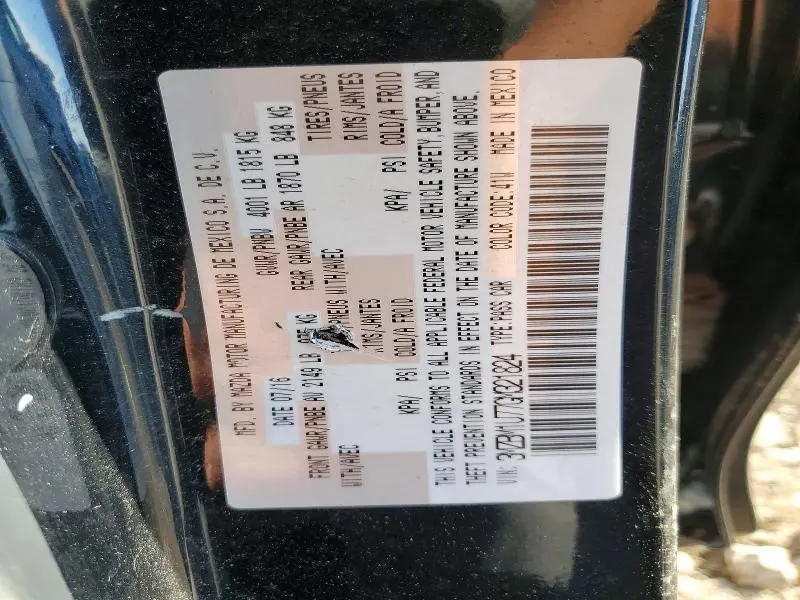 MFD. BY MAZDA MOTOR MANUFACTURING DE MEXICO S.A. DE C.V.
DATE 07/16 GVWR/PNBV 4001 LB 1815 KG
FRONT GAWR/PNBE AV 2149 LB 975 KG REAR GAWR/PNBE AR 1870 LB 848 KG
WITH/AVEC PNEUS WITH/AVEC TIRES/PNEUS
RIMS/JANTES RIMS/JANTES
KPA/ PSI COLD/A FROID KPA/ PSI COLD/A FROID
THIS VEHICLE CONFORMS TO ALL APPLICABLE FEDERAL MOTOR VEHICLE SAFETY, BUMPER, AND
THEFT PREVENTION STANDARDS IN EFFECT ON THE DATE OF MANUFACTURE SHOWN ABOVE.
VIN: TYPE:PASS CAR COLOR CODE:41W MADE IN MEXICO